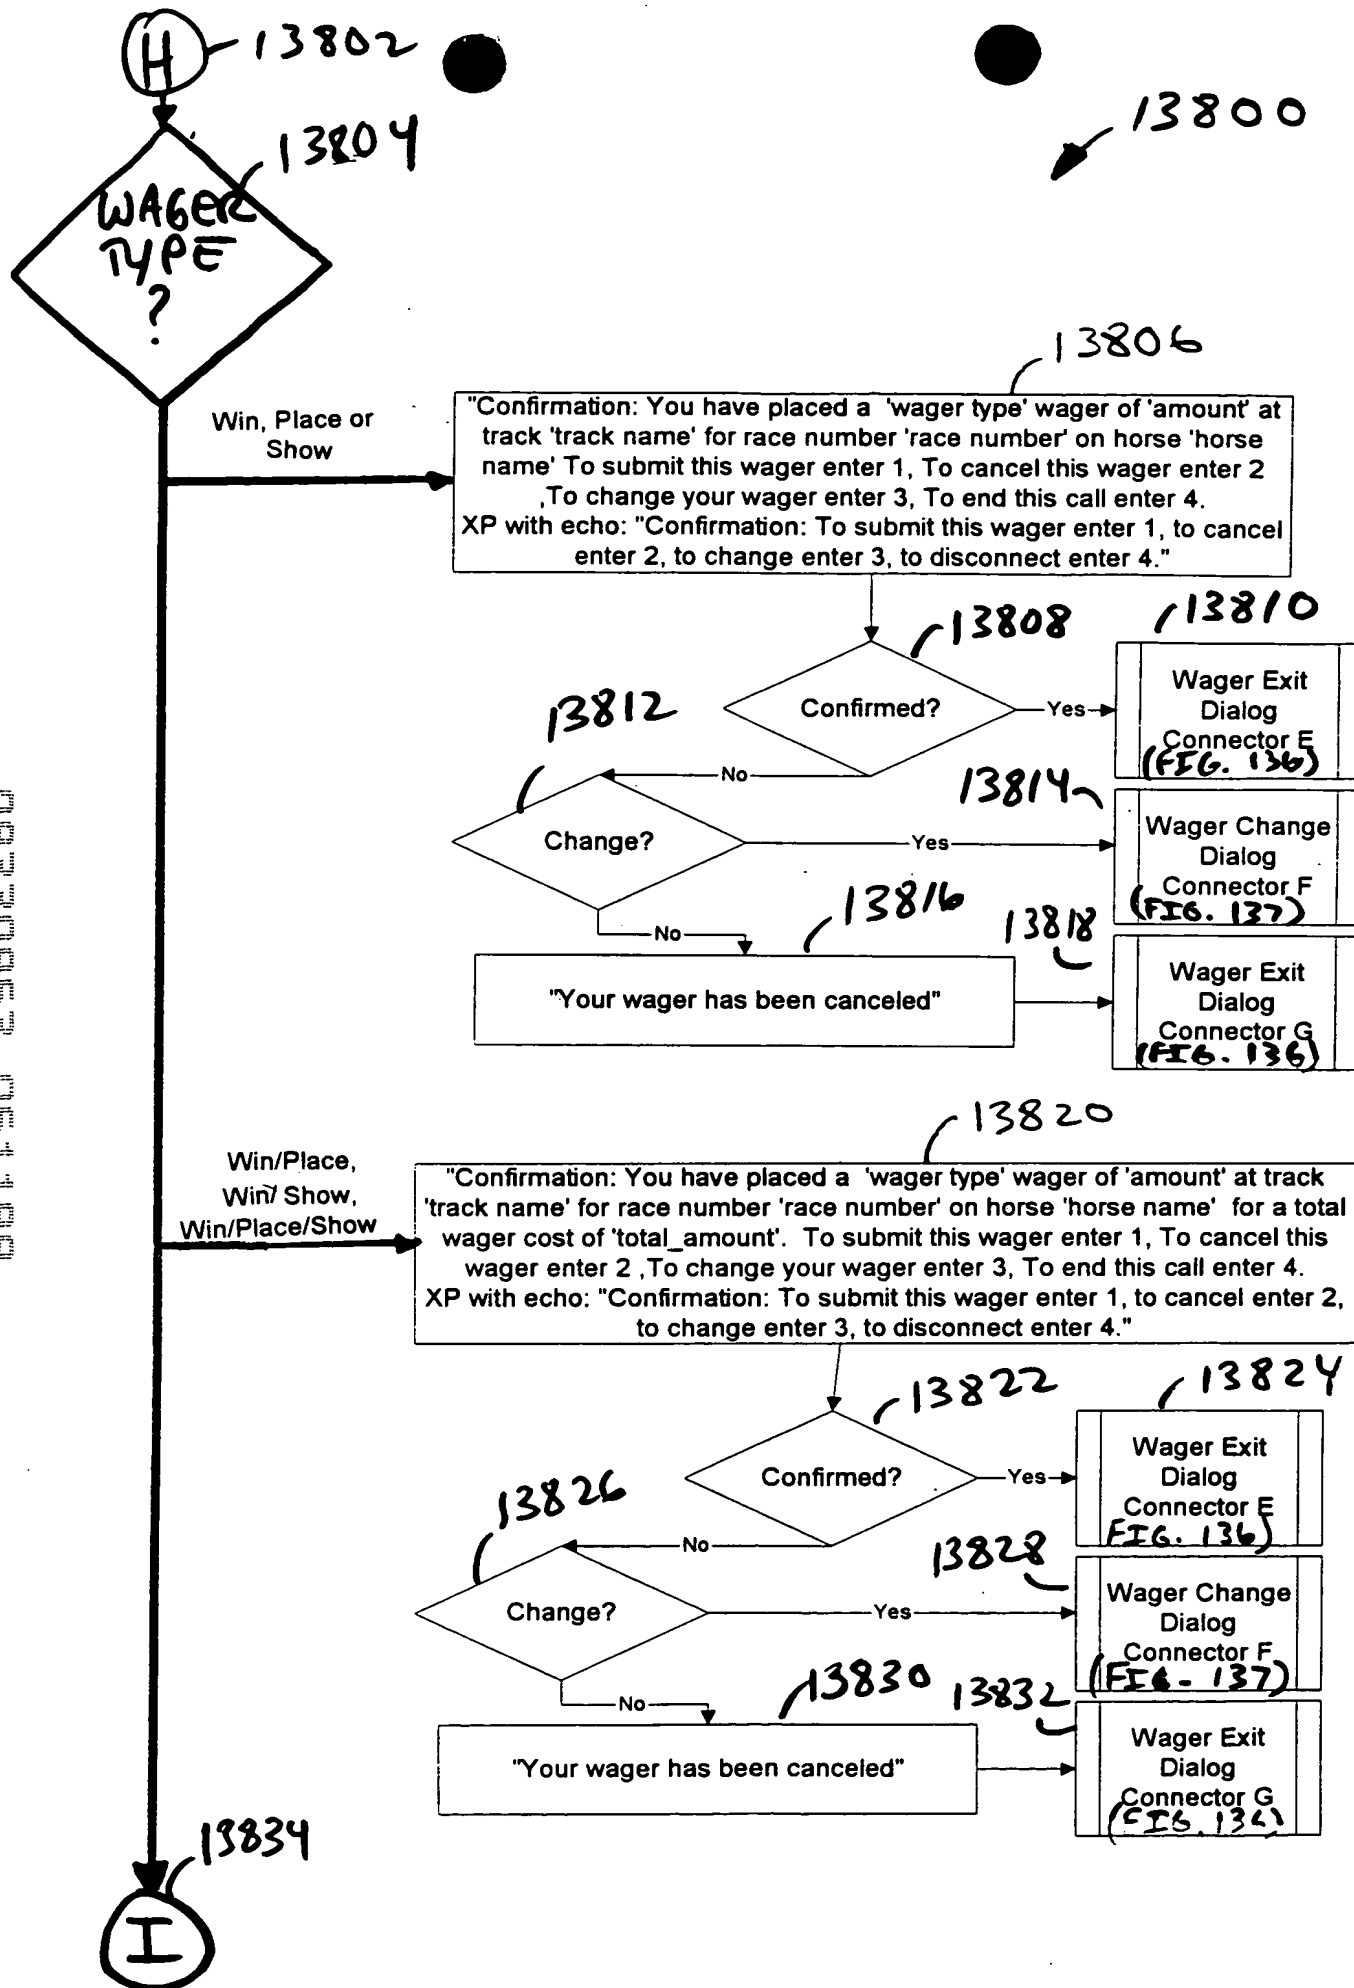 H
13802
13800
13804
WAGER
TYPE
?
13806
Win, Place or
Show
"Confirmation: You have placed a 'wager type' wager of 'amount' at
track 'track name' for race number 'race number' on horse 'horse
name' To submit this wager enter 1, To cancel this wager enter 2
,To change your wager enter 3, To end this call enter 4.
XP with echo: "Confirmation: To submit this wager enter 1, to cancel
enter 2, to change enter 3, to disconnect enter 4."
13808
13810
Confirmed?
Yes
Wager Exit
Dialog
Connector E
(FIG. 136)
13812
No
13814
Change?
Yes
Wager Change
Dialog
Connector F
(FIG. 137)
13816
No
13818
"Your wager has been canceled"
Wager Exit
Dialog
Connector G
(FIG. 136)
13820
Win/Place,
Win/ Show,
Win/Place/Show
"Confirmation: You have placed a 'wager type' wager of 'amount' at track
'track name' for race number 'race number' on horse 'horse name' for a total
wager cost of 'total_amount'. To submit this wager enter 1, To cancel this
wager enter 2 ,To change your wager enter 3, To end this call enter 4.
XP with echo: "Confirmation: To submit this wager enter 1, to cancel enter 2,
to change enter 3, to disconnect enter 4."
13822
13824
Confirmed?
Yes
Wager Exit
Dialog
Connector E
FIG. 136)
13826
No
13828
Change?
Yes
Wager Change
Dialog
Connector F
(FIG. 137)
13830
No
13832
"Your wager has been canceled"
Wager Exit
Dialog
Connector G
(FIG. 136)
13834
I